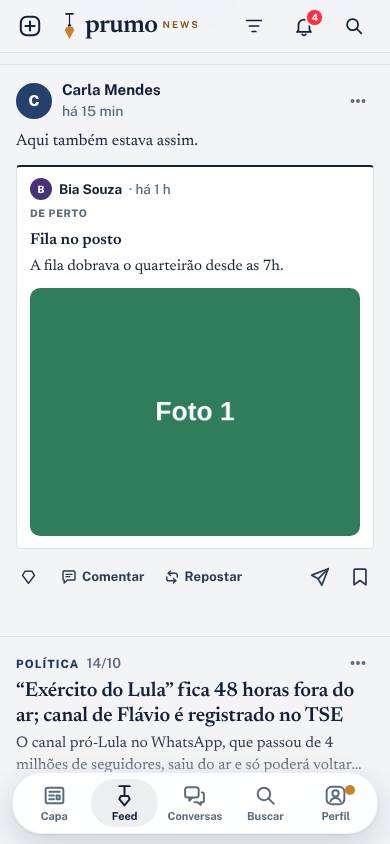 prumo NEWS
4
C
Carla Mendes
há 15 min
Aqui também estava assim.
B Bia Souza · há 1 h
DE PERTO
Fila no posto
A fila dobrava o quarteirão desde as 7h.
Foto 1
Comentar Repostar
POLÍTICA 14/10
“Exército do Lula” fica 48 horas fora do
ar; canal de Flávio é registrado no TSE
O canal pró-Lula no WhatsApp, que passou de 4
milhões de seguidores, saiu do ar e só poderá voltar...
Capa Feed Conversas Buscar Perfil